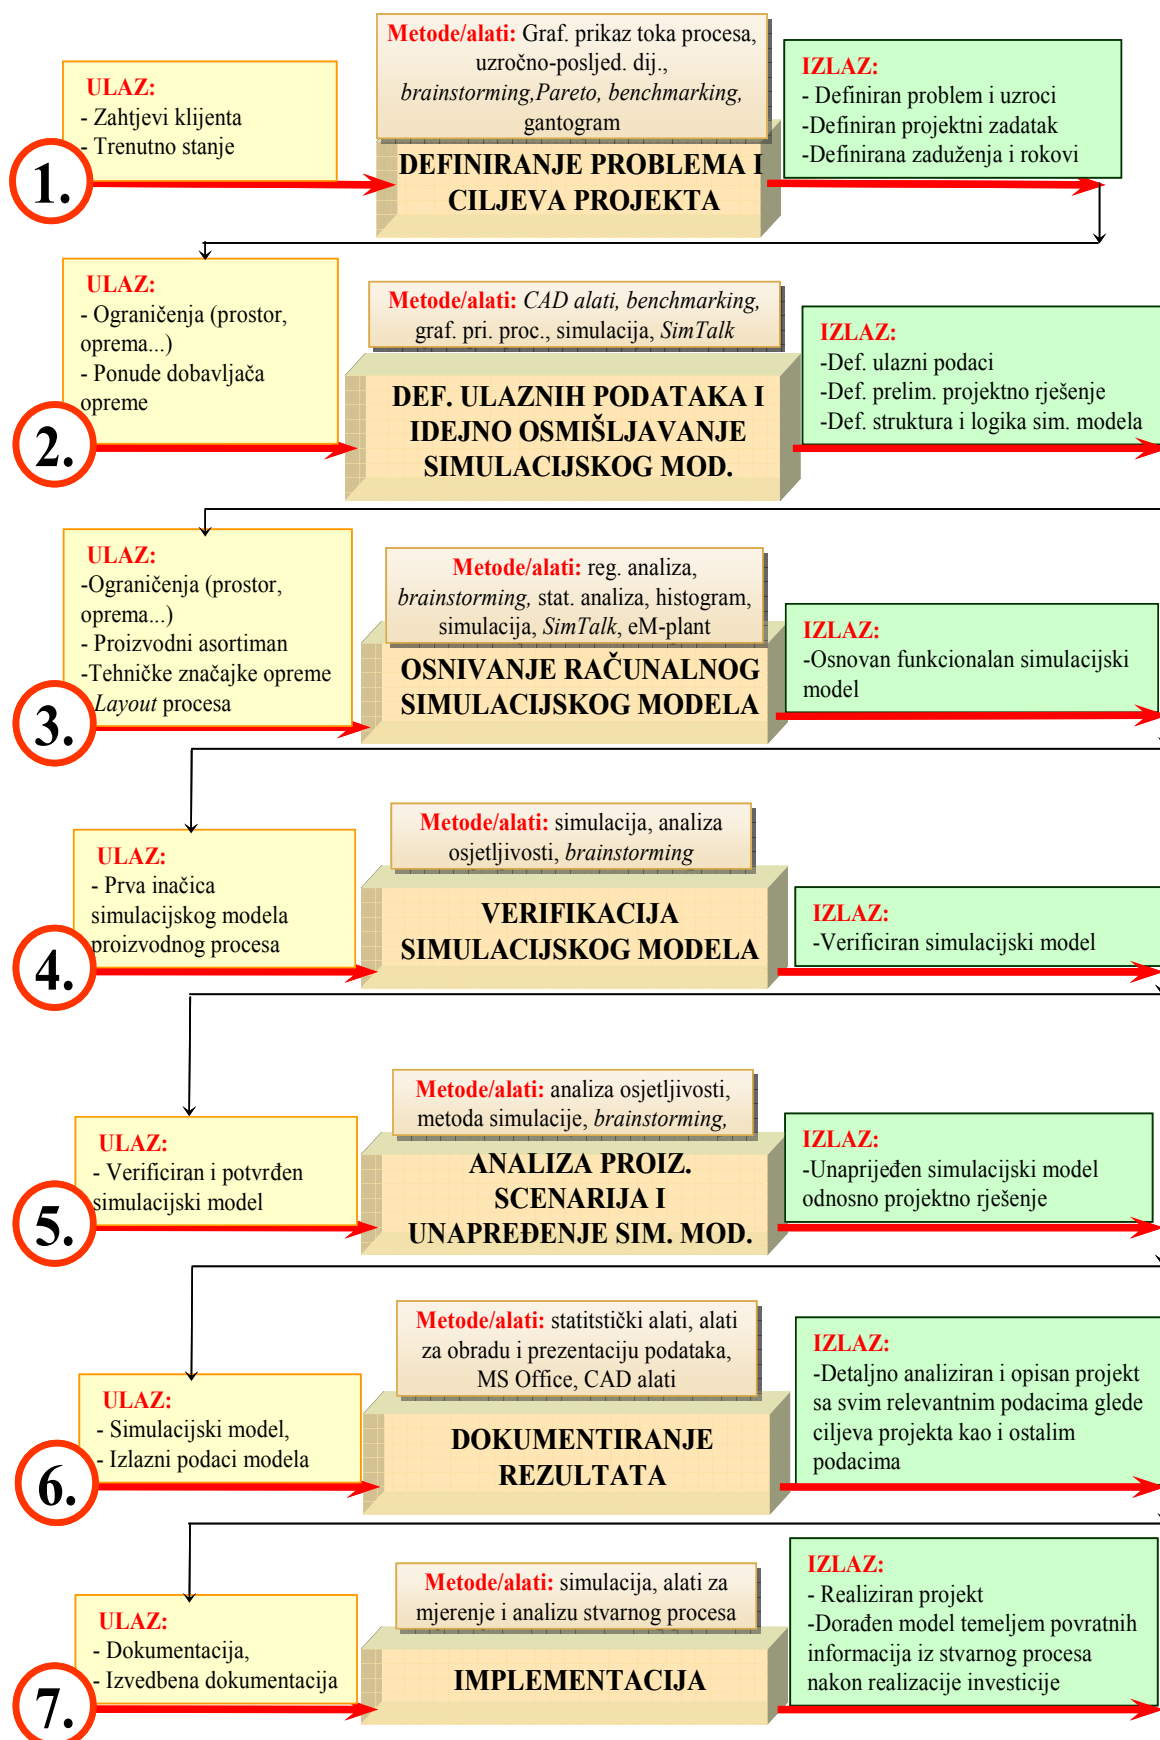 1.
ULAZ:
- Zahtjevi klijenta
- Trenutno stanje
Metode/alati: Graf. prikaz toka procesa,
uzročno-posljed. dij.,
brainstorming,Pareto, benchmarking,
gantogram
DEFINIRANJE PROBLEMA I
CILJEVA PROJEKTA
IZLAZ:
- Definiran problem i uzroci
-Definiran projektni zadatak
-Definirana zaduženja i rokovi
2.
ULAZ:
- Ograničenja (prostor,
oprema...)
- Ponude dobavljača
opreme
Metode/alati: CAD alati, benchmarking,
graf. pri. proc., simulacija, SimTalk
DEF. ULAZNIH PODATAKA I
IDEJNO OSMIŠLJAVANJE
SIMULACIJSKOG MOD.
IZLAZ:
-Def. ulazni podaci
-Def. prelim. projektno rješenje
-Def. struktura i logika sim. modela
3.
ULAZ:
-Ograničenja (prostor,
oprema...)
- Proizvodni asortiman
-Tehničke značajke opreme
Layout procesa
Metode/alati: reg. analiza,
brainstorming, stat. analiza, histogram,
simulacija, SimTalk, eM-plant
OSNIVANJE RAČUNALNOG
SIMULACIJSKOG MODELA
IZLAZ:
-Osnovan funkcionalan simulacijski
model
4.
ULAZ:
- Prva inačica
simulacijskog modela
proizvodnog procesa
Metode/alati: simulacija, analiza
osjetljivosti, brainstorming
VERIFIKACIJA
SIMULACIJSKOG MODELA
IZLAZ:
-Verificiran simulacijski model
5.
ULAZ:
- Verificiran i potvrđen
simulacijski model
Metode/alati: analiza osjetljivosti,
metoda simulacije, brainstorming,
ANALIZA PROIZ.
SCENARIJA I
UNAPREĐENJE SIM. MOD.
IZLAZ:
-Unaprijeđen simulacijski model
odnosno projektno rješenje
6.
ULAZ:
- Simulacijski model,
- Izlazni podaci modela
Metode/alati: statitstički alati, alati
za obradu i prezentaciju podataka,
MS Office, CAD alati
DOKUMENTIRANJE
REZULTATA
IZLAZ:
-Detaljno analiziran i opisan projekt
sa svim relevantnim podacima glede
ciljeva projekta kao i ostalim
podacima
7.
ULAZ:
- Dokumentacija,
- Izvedbena dokumentacija
Metode/alati: simulacija, alati za
mjerenje i analizu stvarnog procesa
IMPLEMENTACIJA
IZLAZ:
- Realiziran projekt
-Dorađen model temeljem povratnih
informacija iz stvarnog procesa
nakon realizacije investicije